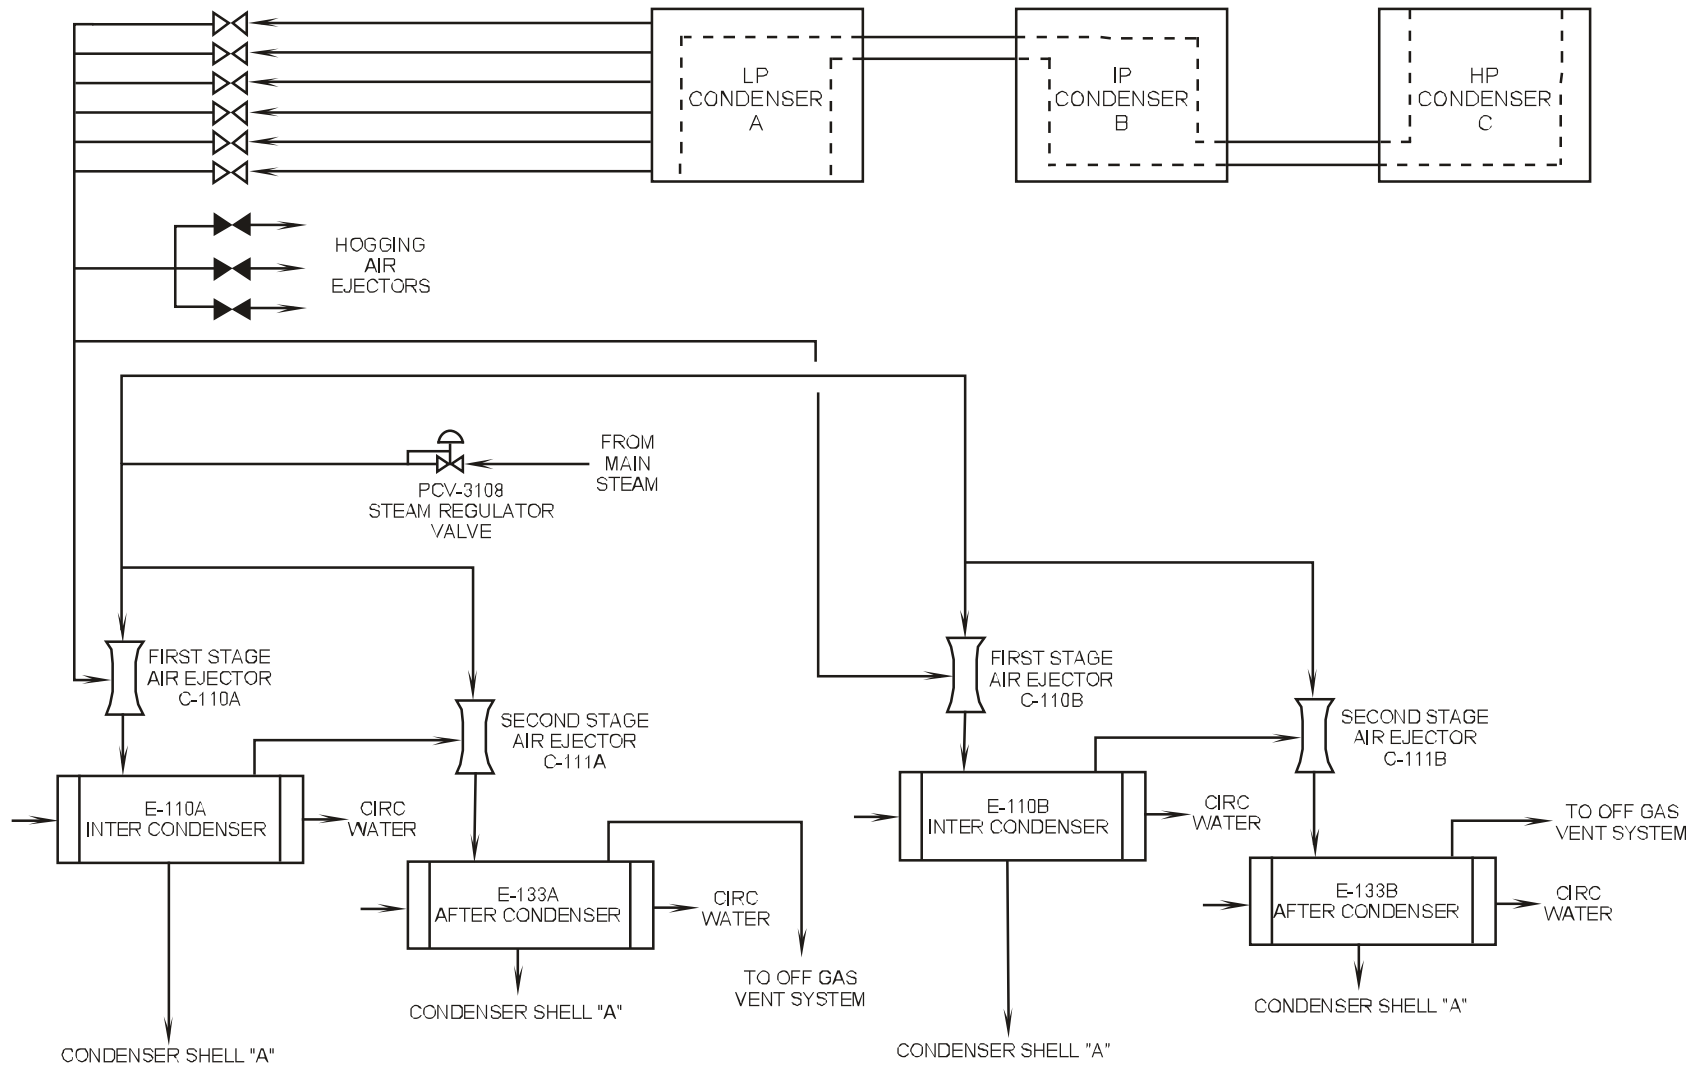 LP
CONDENSER
A
IP
CONDENSER
B
HP
CONDENSER
C
HOGGING
AIR
EJECTORS
FROM
MAIN
STEAM
PCV-3108
STEAM REGULATOR
VALVE
FIRST STAGE
AIR EJECTOR
C-110A
SECOND STAGE
AIR EJECTOR
C-111A
FIRST STAGE
AIR EJECTOR
C-110B
SECOND STAGE
AIR EJECTOR
C-111B
E-110A
INTER CONDENSER
CIRC
WATER
E-133A
AFTER CONDENSER
CIRC
WATER
TO OFF GAS
VENT SYSTEM
CONDENSER SHELL "A"
CONDENSER SHELL "A"
E-110B
INTER CONDENSER
CIRC
WATER
TO OFF GAS
VENT SYSTEM
E-133B
AFTER CONDENSER
CIRC
WATER
CONDENSER SHELL "A"
CONDENSER SHELL "A"